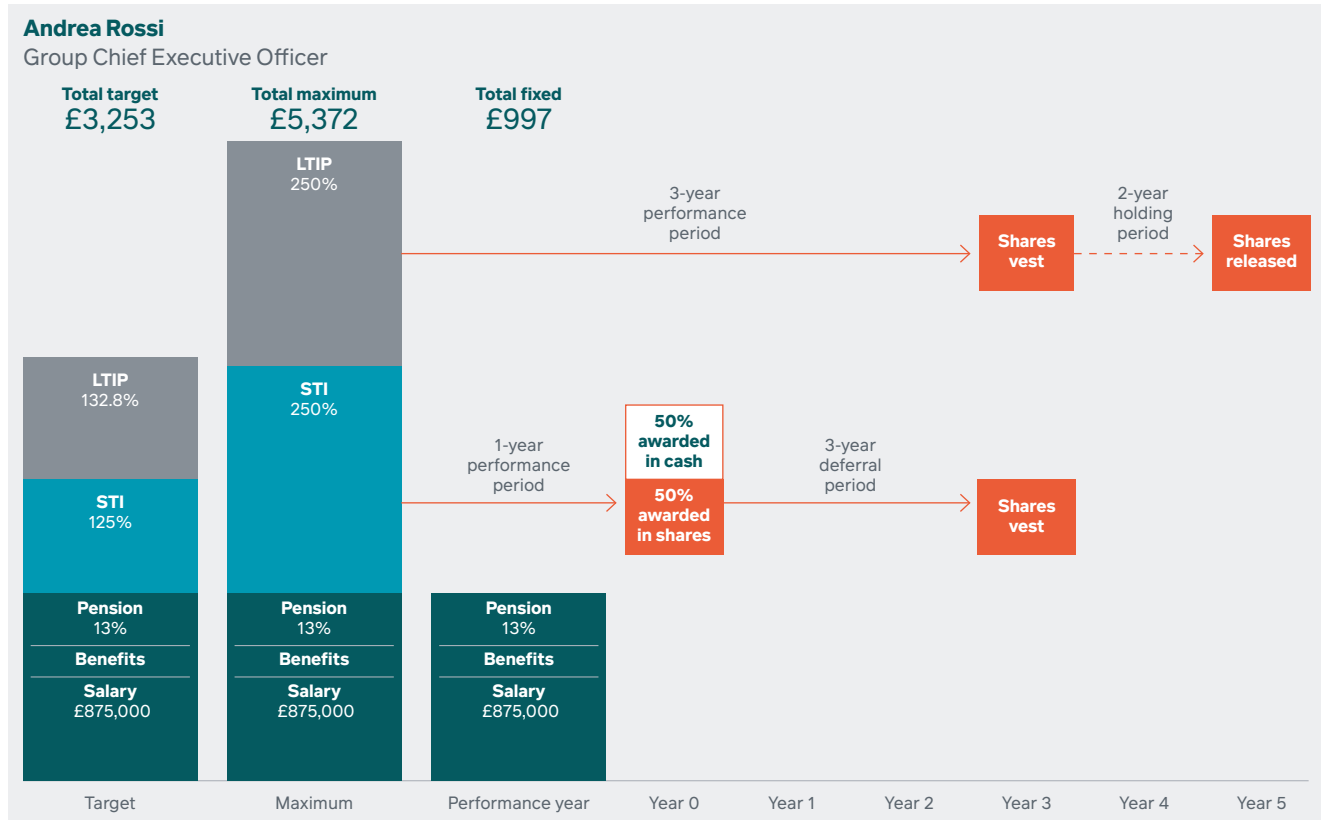 Andrea Rossi
Group Chief Executive Officer
Total target
£3,253
Total maximum
£5,372
Total fixed
£997
LTIP
250%
3-year
performance
period
Shares
vest
2-year
holding
period
Shares
released
LTIP
132.8%
STI
250%
STI
125%
1-year
performance
period
50%
awarded
in cash
50%
awarded
in shares
3-year
deferral
period
Shares
vest
Pension
13%
Benefits
Salary
£875,000
Pension
13%
Benefits
Salary
£875,000
Pension
13%
Benefits
Salary
£875,000
Target
Maximum
Performance year
Year 0
Year 1
Year 2
Year 3
Year 4
Year 5